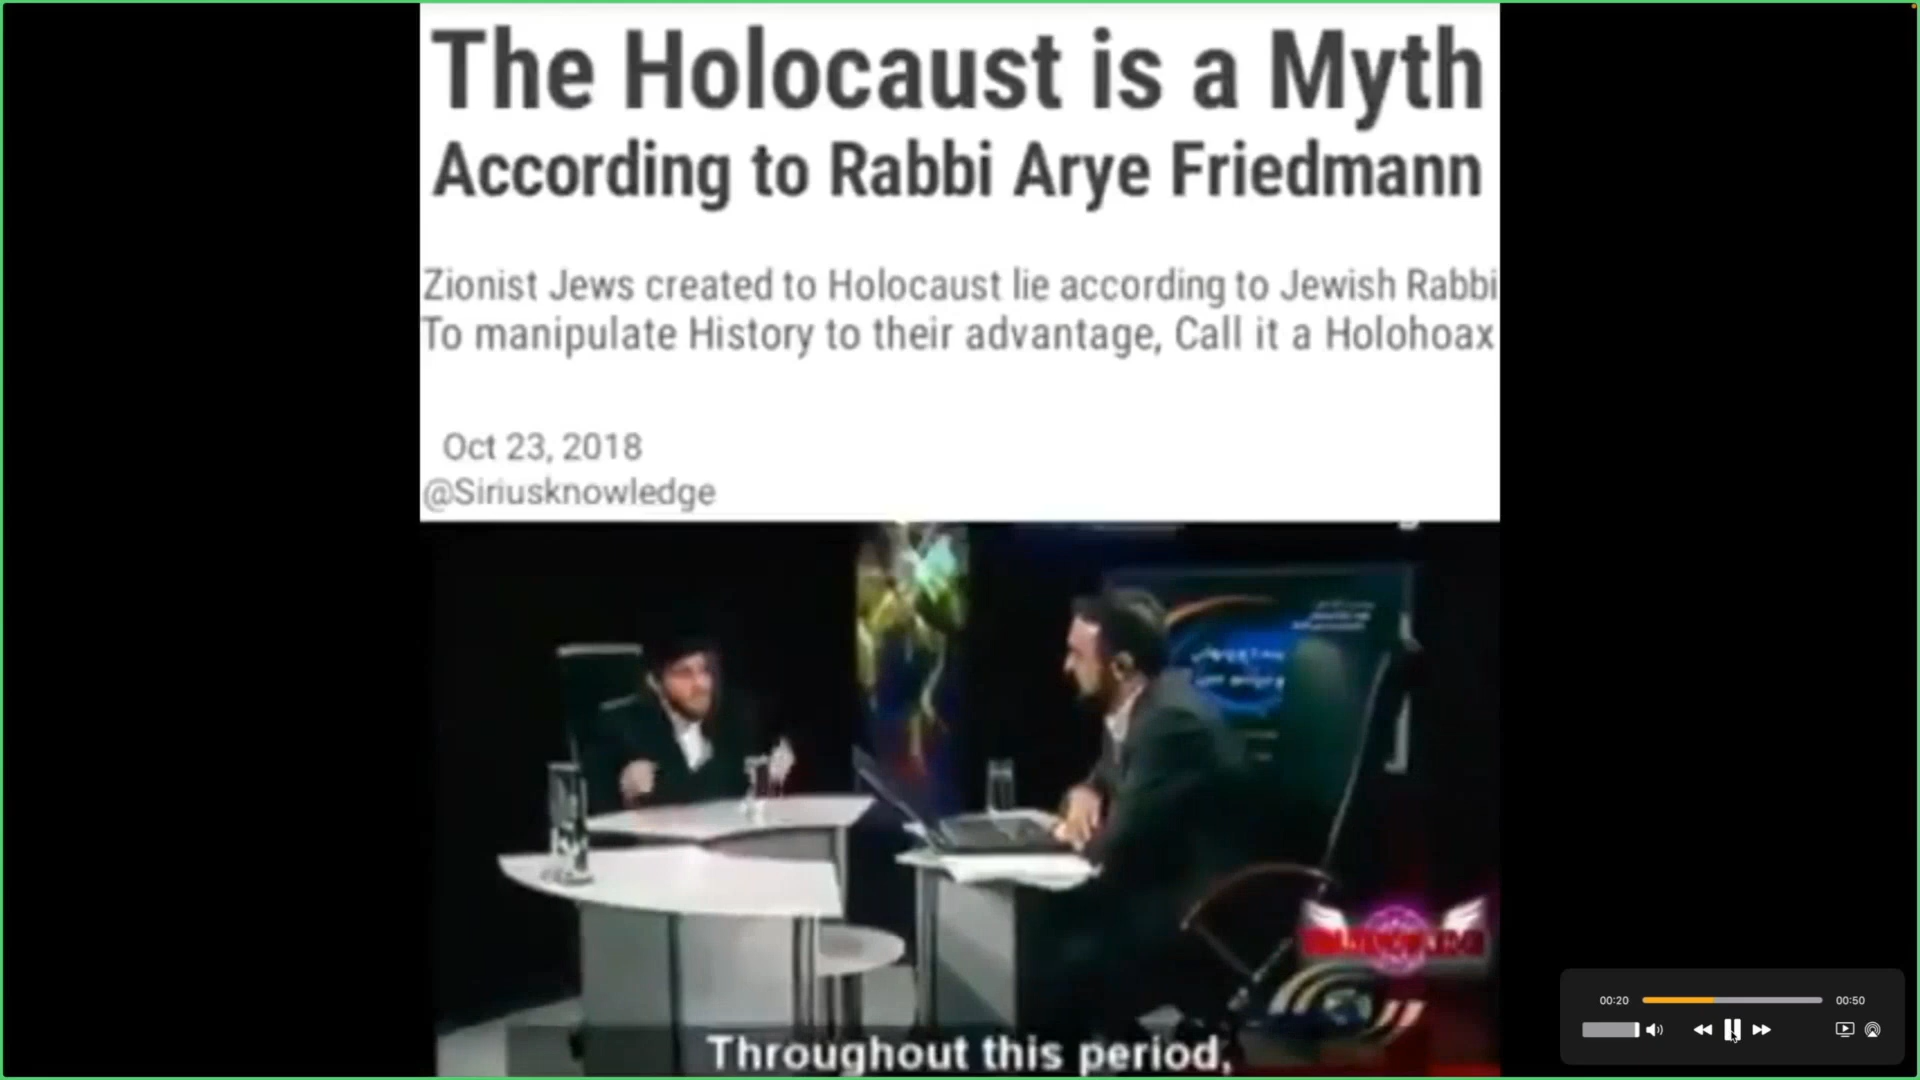 The Holocaust is a Myth
According to Rabbi Arye Friedmann
Zionist Jews created to Holocaust lie according to Jewish Rabbi
To manipulate History to their advantage, Call it a Holohoax
Oct 23, 2018
@Siriusknowledge
Throughout this period,
00:20
00:50